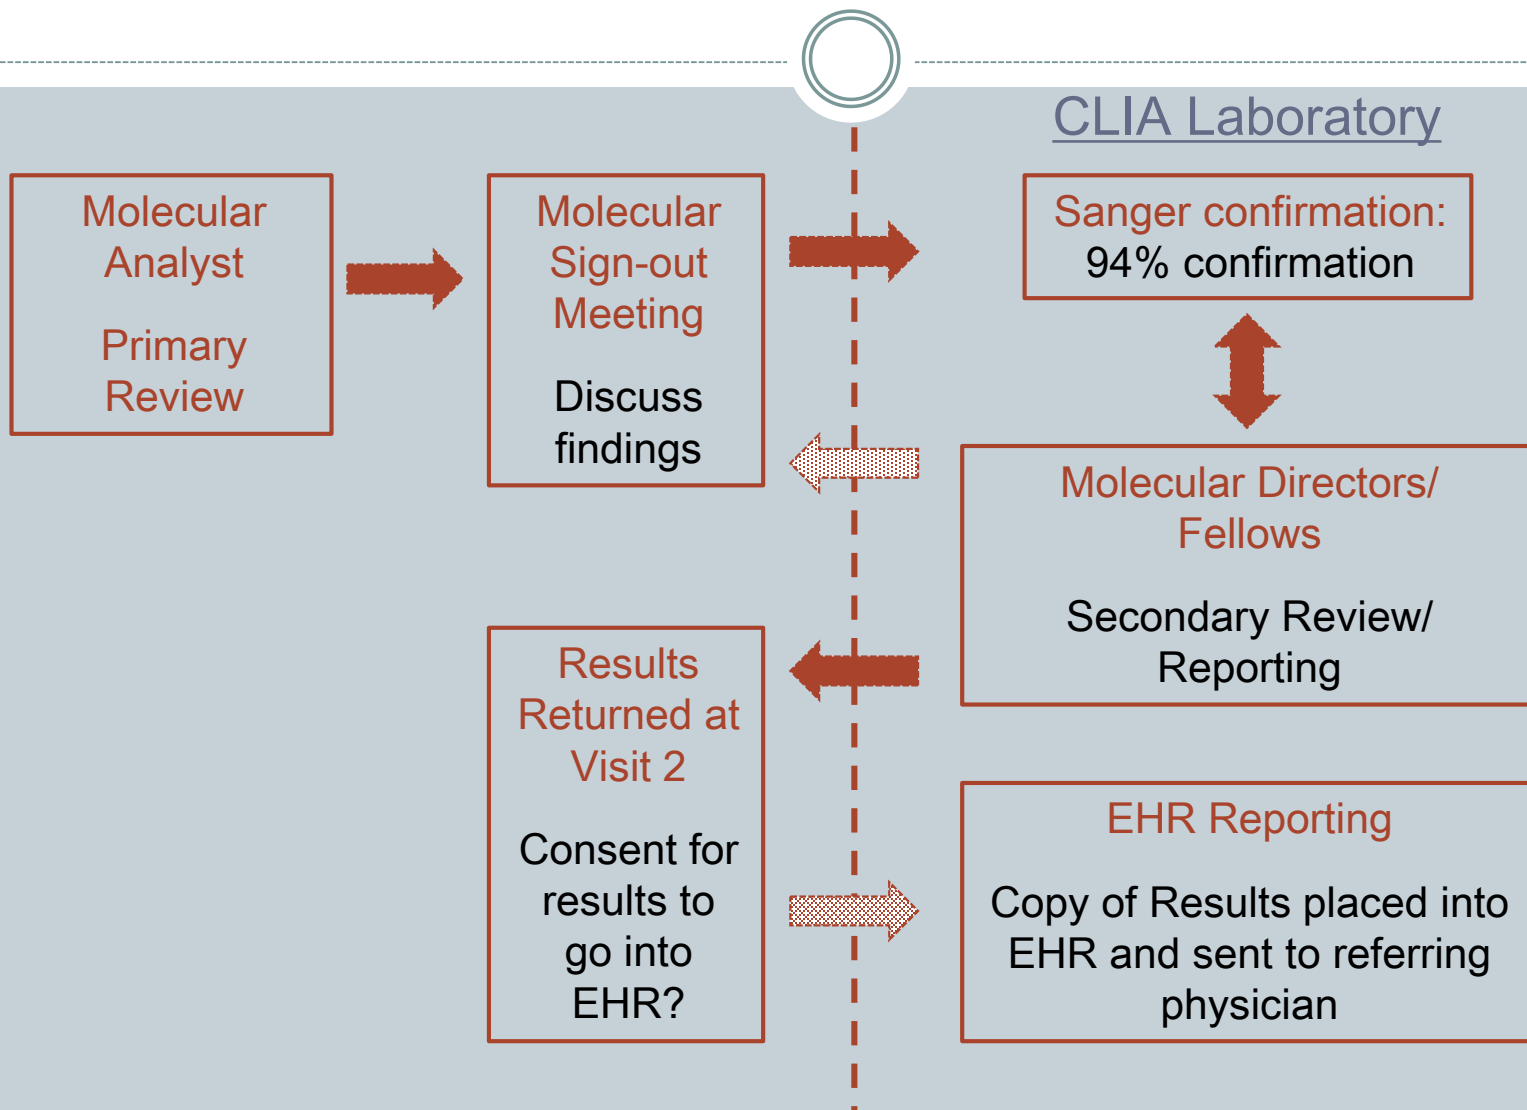 CLIA Laboratory
Molecular
Analyst
Primary
Review
Molecular
Sign-out
Meeting
Discuss
findings
Sanger confirmation:
94% confirmation
Molecular Directors/
Fellows
Secondary Review/
Reporting
Results
Returned at
Visit 2
Consent for
results to
go into
EHR?
EHR Reporting
Copy of Results placed into
EHR and sent to referring
physician